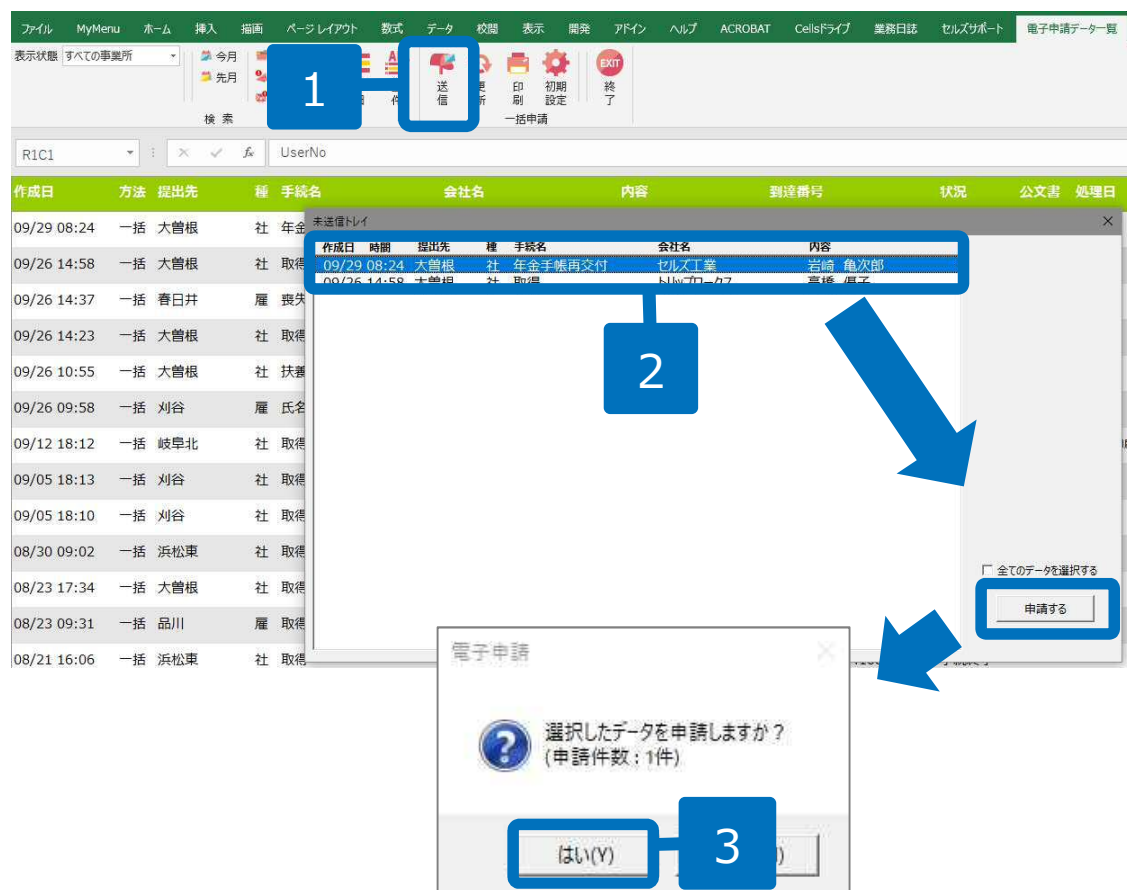 ファイル MyMenu ホーム 挿入 描画 ページ レイアウト 数式 データ 校閲 表示 開発 アドイン ヘルプ ACROBAT Cellsドライブ 業務日誌 セルズサポート 電子申請データ一覧
表示状態 すべての事業所 今月
先月
1
送信 印刷 初期設定 EXIT 終了
検索 一括申請
R1C1 fx UserNo
作成日 方法 提出先 種 手続名 会社名 内容 到達番号 状況 公文書 処理日
09/29 08:24 一括 大曽根 社 年金
09/26 14:58 一括 大曽根 社 取得
09/26 14:37 一括 春日井 雇 喪失
09/26 14:23 一括 大曽根 社 取得
09/26 10:55 一括 大曽根 社 扶養
09/26 09:58 一括 刈谷 雇 氏名
09/12 18:12 一括 岐阜北 社 取得
09/05 18:13 一括 刈谷 社 取得
09/05 18:10 一括 刈谷 社 取得
08/30 09:02 一括 浜松東 社 取得
08/23 17:34 一括 大曽根 社 取得
08/23 09:31 一括 品川 雇 取得
08/21 16:06 一括 浜松東 社 取得
未送信トレイ
作成日 時間 提出先 種 手続名 会社名 内容
09/29 08:24 大曽根 社 年金手帳再交付 セルズ工業 岩崎 亀次郎
09/26 14:58 大曽根 社 取得
2
全てのデータを選択する
申請する
電子申請
選択したデータを申請しますか？
(申請件数：1件)
はい(Y)
3